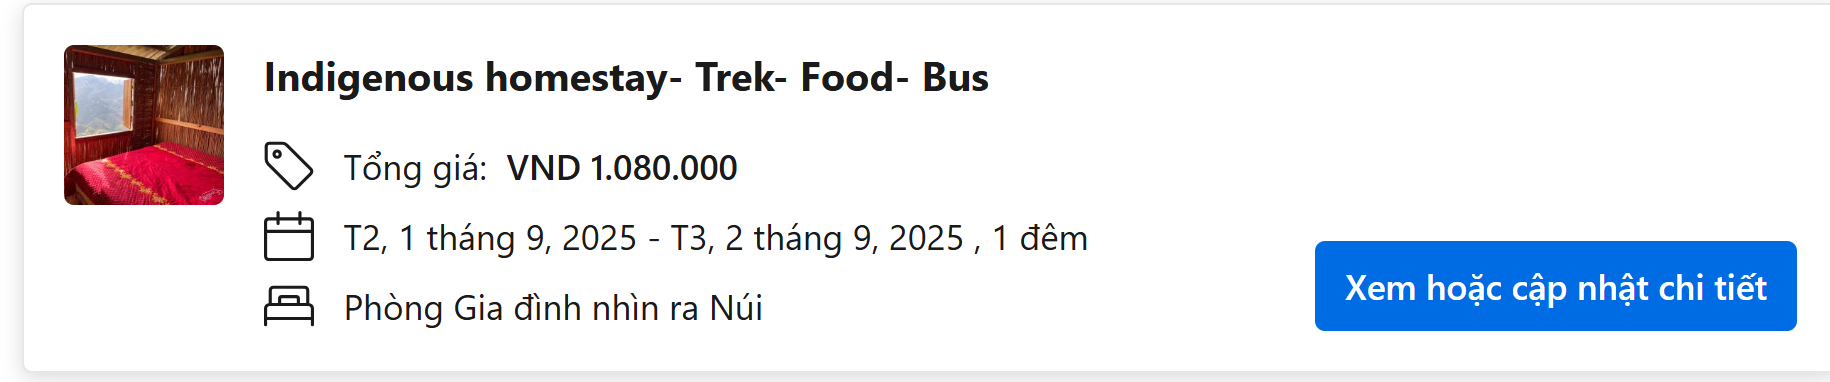 Indigenous homestay- Trek- Food- Bus
Tổng giá: VND 1.080.000
T2, 1 tháng 9, 2025 - T3, 2 tháng 9, 2025 , 1 đêm
Phòng Gia đình nhìn ra Núi
Xem hoặc cập nhật chi tiết